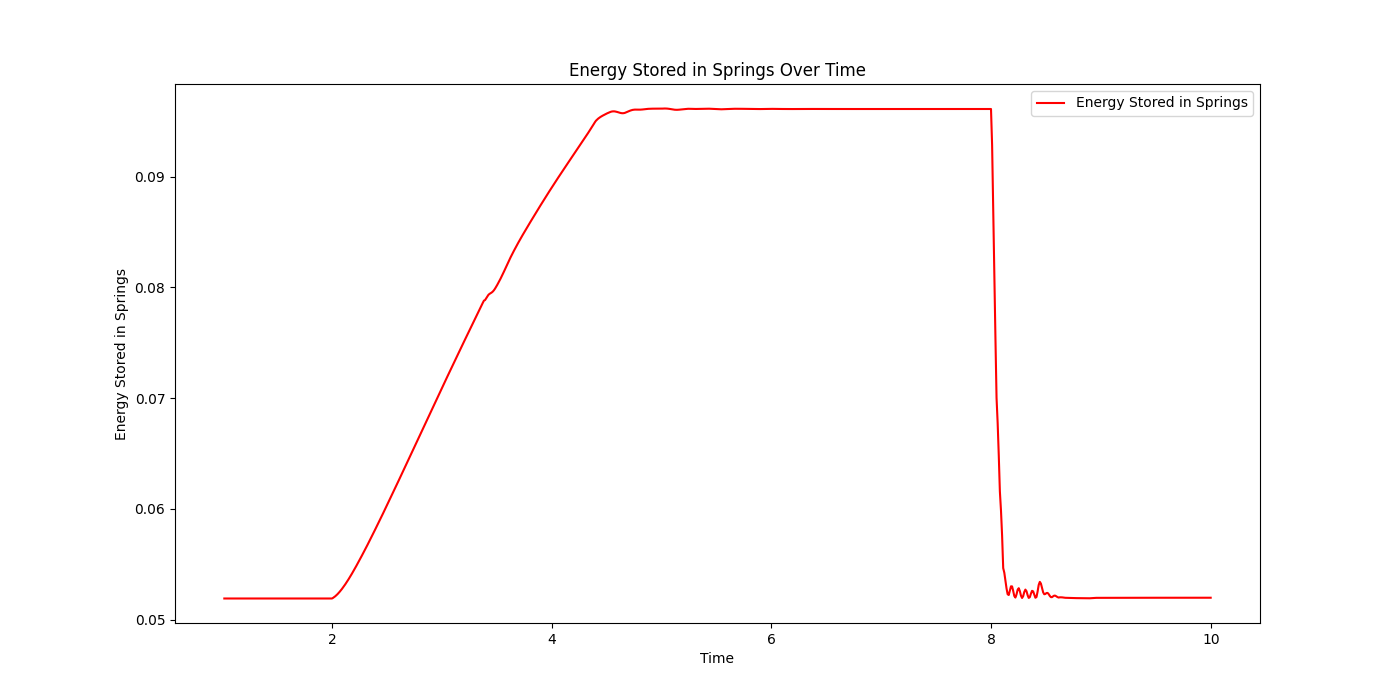 Energy Stored in Springs Over Time
Energy Stored in Springs
Energy Stored in Springs
0.09
0.08
0.07
0.06
0.05
2 4 6 8 10
Time